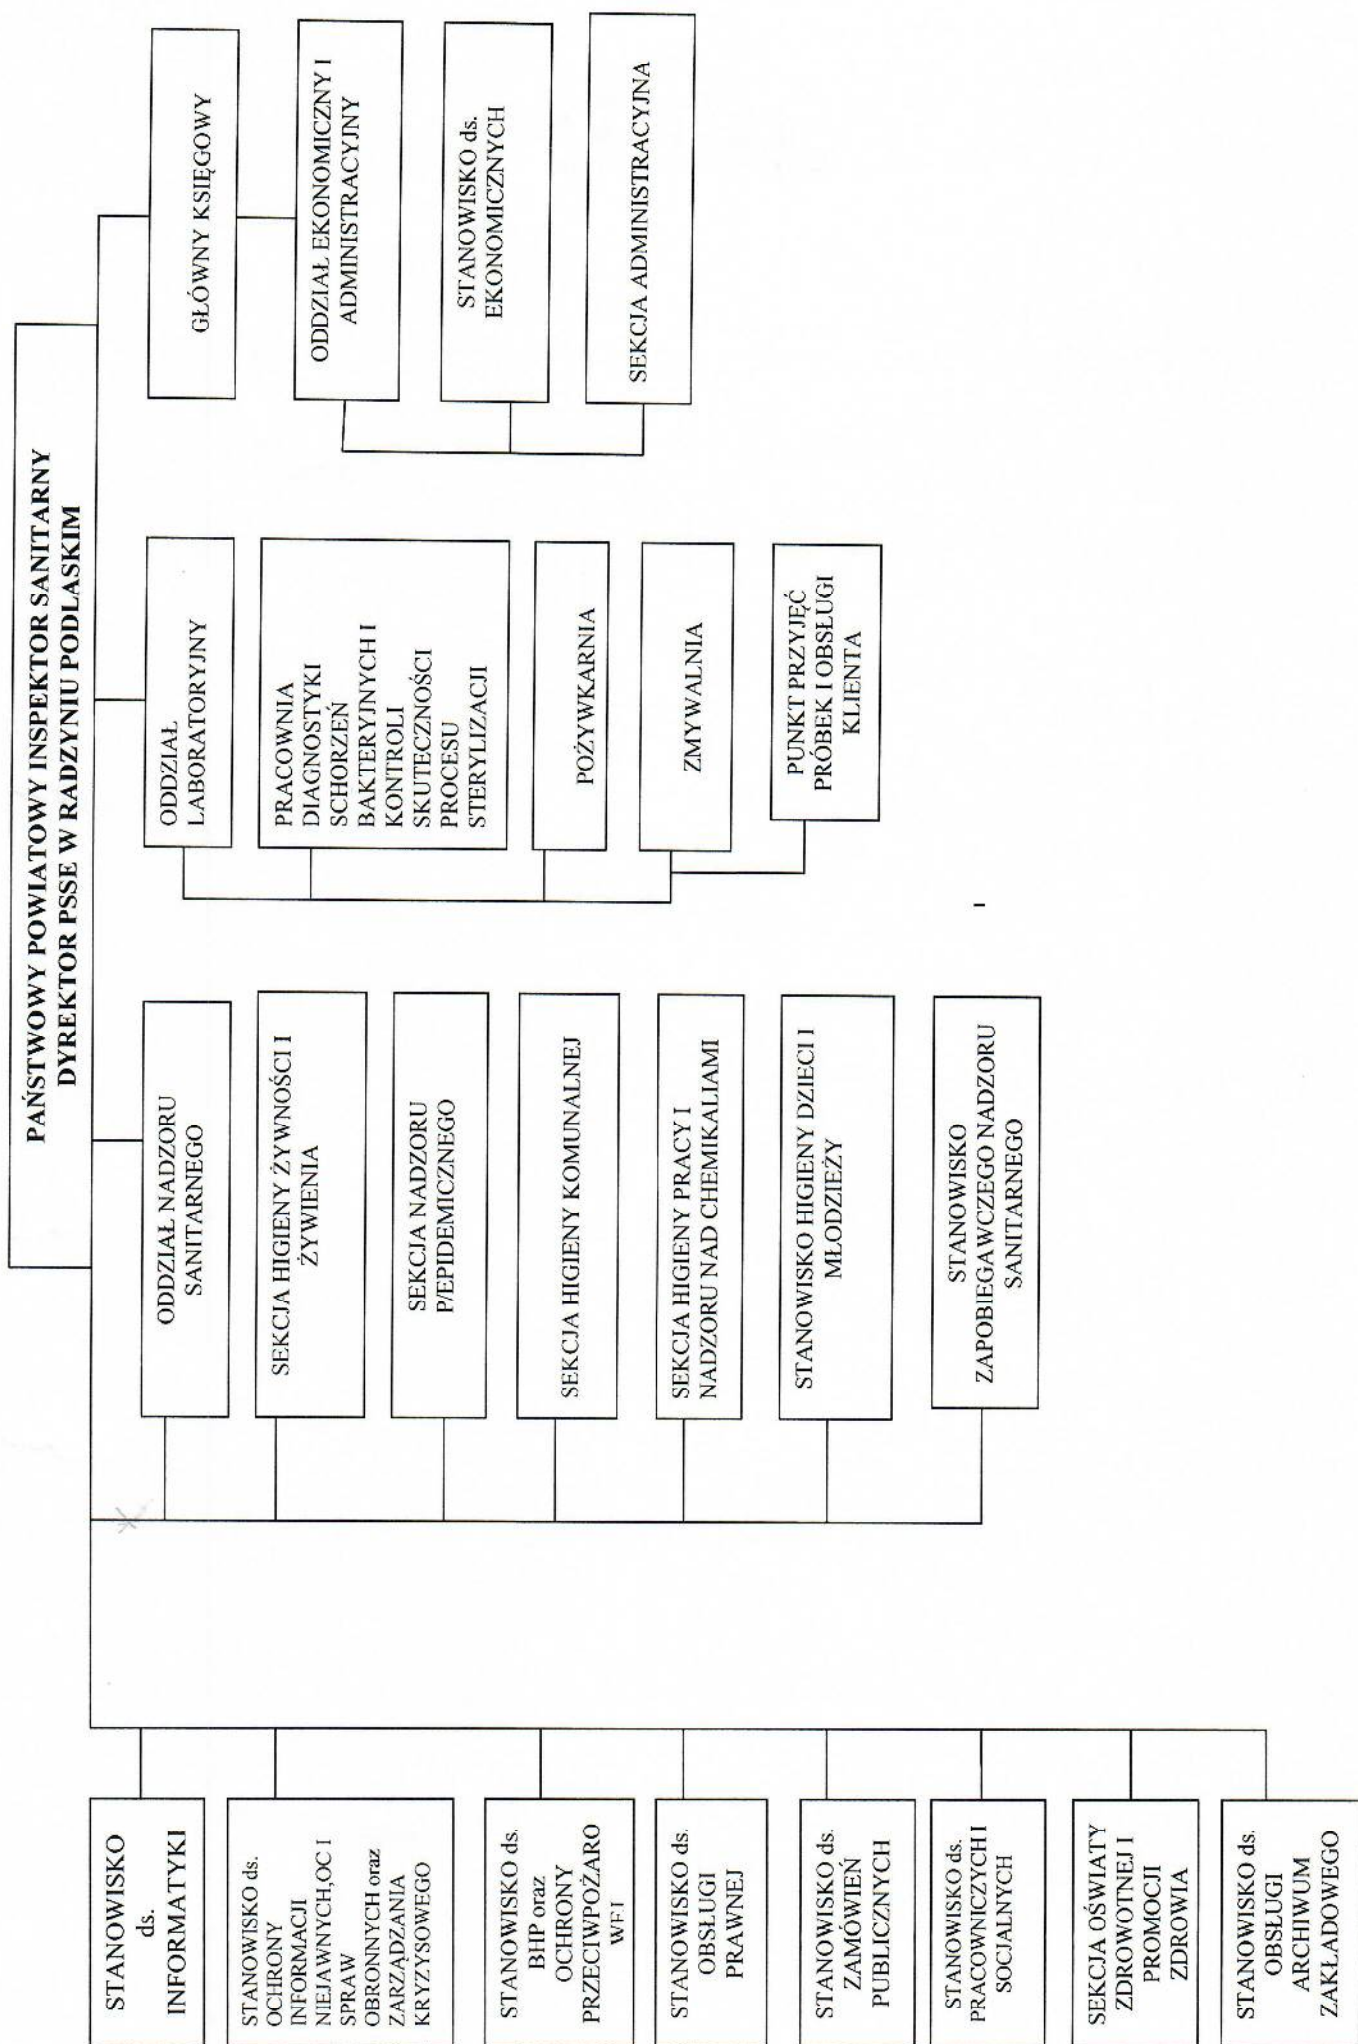 PAŃSTWOWY POWIATOWY INSPEKTOR SANITARNY
DYREKTOR PSSE W RADZYNIU PODLASKIM
STANOWISKO
ds.
INFORMATYKI
STANOWISKO ds.
OCHRONY
INFORMACJI
NIEJAWNYCH,OC I
SPRAW
OBRONNYCH oraz
ZARZĄDZANIA
KRYZYSOWEGO
STANOWISKO ds.
BHP oraz
OCHRONY
PRZECIWPOŻARO
WEJ
STANOWISKO ds.
OBSŁUGI
PRAWNEJ
STANOWISKO ds.
ZAMÓWIEŃ
PUBLICZNYCH
STANOWISKO ds.
PRACOWNICZYCH I
SOCJALNYCH
SEKCJA OŚWIATY
ZDROWOTNEJ I
PROMOCJI
ZDROWIA
STANOWISKO ds.
OBSŁUGI
ARCHIWUM
ZAKŁADOWEGO
ODDZIAŁ NADZORU
SANITARNEGO
SEKCJA HIGIENY ŻYWNOŚCI I
ŻYWIENIA
SEKCJA NADZORU
P/EPIDEMICZNEGO
SEKCJA HIGIENY KOMUNALNEJ
SEKCJA HIGIENY PRACY I
NADZORU NAD CHEMIKALIAMI
STANOWISKO HIGIENY DZIECI I
MŁODZIEŻY
STANOWISKO
ZAPOBIEGAWCZEGO NADZORU
SANITARNEGO
ODDZIAŁ
LABORATORYJNY
PRACOWNIA
DIAGNOSTYKI
SCHORZEŃ
BAKTERYJNYCH I
KONTROLI
SKUTECZNOŚCI
PROCESU
STERYLIZACJI
POŻYWKARNIA
ZMYWALNIA
PUNKT PRZYJĘĆ
PRÓBEK I OBSŁUGI
KLIENTA
GŁÓWNY KSIĘGOWY
ODDZIAŁ EKONOMICZNY I
ADMINISTRACYJNY
STANOWISKO ds.
EKONOMICZNYCH
SEKCJA ADMINISTRACYJNA